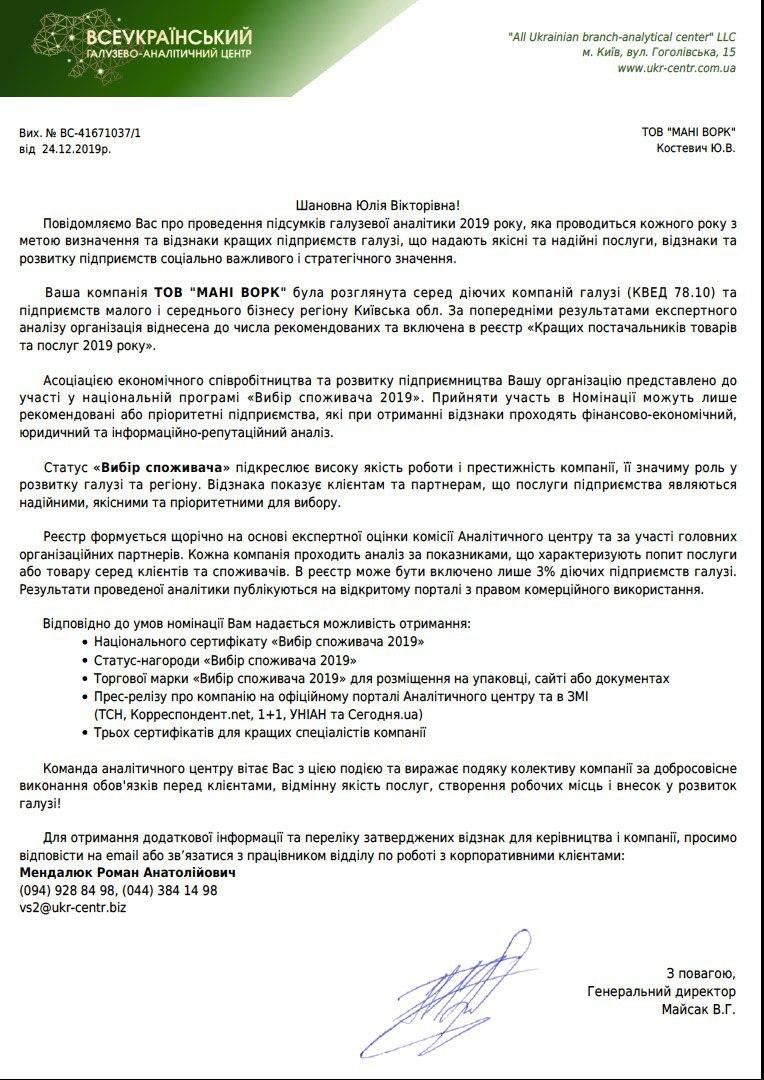 ВСЕУКРАЇНСЬКИЙ
ГАЛУЗЕВО-АНАЛІТИЧНИЙ ЦЕНТР
"All Ukrainian branch-analytical center" LLC
м. Київ, вул. Гоголівська, 15
www.ukr-centr.com.ua
Вих. № ВС-41671037/1
від 24.12.2019р.
ТОВ "МАНІ ВОРК"
Костевич Ю.В.
Шановна Юлія Вікторівна!
Повідомляємо Вас про проведення підсумків галузевої аналітики 2019 року, яка проводиться кожного року з
метою визначення та відзнаки кращих підприємств галузі, що надають якісні та надійні послуги, відзнаки та
розвитку підприємств соціально важливого і стратегічного значення.
Ваша компанія ТОВ "МАНІ ВОРК" була розглянута серед діючих компаній галузі (КВЕД 78.10) та
підприємств малого і середнього бізнесу регіону Київська обл. За попередніми результатами експертного
аналізу організація віднесена до числа рекомендованих та включена в реєстр «Кращих постачальників товарів
та послуг 2019 року».
Асоціацією економічного співробітництва та розвитку підприємництва Вашу організацію представлено до
участі у національній програмі «Вибір споживача 2019». Прийняти участь в Номінації можуть лише
рекомендовані або пріоритетні підприємства, які при отриманні відзнаки проходять фінансово-економічний,
юридичний та інформаційно-репутаційний аналіз.
Статус «Вибір споживача» підкреслює високу якість роботи і престижність компанії, її значиму роль у
розвитку галузі та регіону. Відзнака показує клієнтам та партнерам, що послуги підприємства являються
надійними, якісними та пріоритетними для вибору.
Реєстр формується щорічно на основі експертної оцінки комісії Аналітичного центру та за участі головних
організаційних партнерів. Кожна компанія проходить аналіз за показниками, що характеризують попит послуги
або товару серед клієнтів та споживачів. В реєстр може бути включено лише 3% діючих підприємств галузі.
Результати проведеної аналітики публікуються на відкритому порталі з правом комерційного використання.
Відповідно до умов номінації Вам надається можливість отримання:
• Національного сертифікату «Вибір споживача 2019»
• Статус-нагороди «Вибір споживача 2019»
• Торгової марки «Вибір споживача 2019» для розміщення на упаковці, сайті або документах
• Прес-релізу про компанію на офіційному порталі Аналітичного центру та в ЗМІ
(ТСН, Корреспондент.net, 1+1, УНІАН та Сегодня.ua)
• Трьох сертифікатів для кращих спеціалістів компанії
Команда аналітичного центру вітає Вас з цією подією та виражає подяку колективу компанії за добросовісне
виконання обов'язків перед клієнтами, відмінну якість послуг, створення робочих місць і внесок у розвиток
галузі!
Для отримання додаткової інформації та переліку затверджених відзнак для керівництва і компанії, просимо
відповісти на email або зв’язатися з працівником відділу по роботі з корпоративними клієнтами:
Мендалюк Роман Анатолійович
(094) 928 84 98, (044) 384 14 98
vs2@ukr-centr.biz
З повагою,
Генеральний директор
Майсак В.Г.